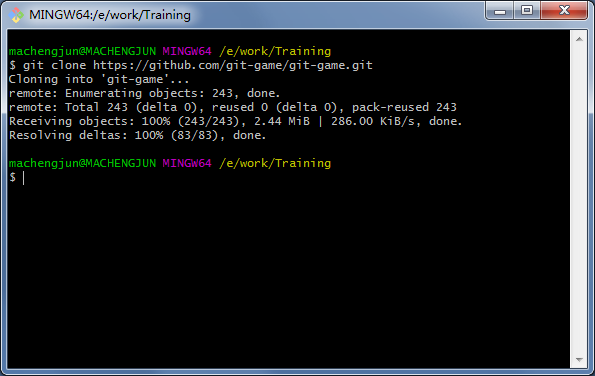 MINGW64:/e/work/Training
machengjun@MACHENGJUN MINGW64 /e/work/Training
$ git clone https://github.com/git-game/git-game.git
Cloning into 'git-game'...
remote: Enumerating objects: 243, done.
remote: Total 243 (delta 0), reused 0 (delta 0), pack-reused 243
Receiving objects: 100% (243/243), 2.44 MiB | 286.00 KiB/s, done.
Resolving deltas: 100% (83/83), done.
machengjun@MACHENGJUN MINGW64 /e/work/Training
$